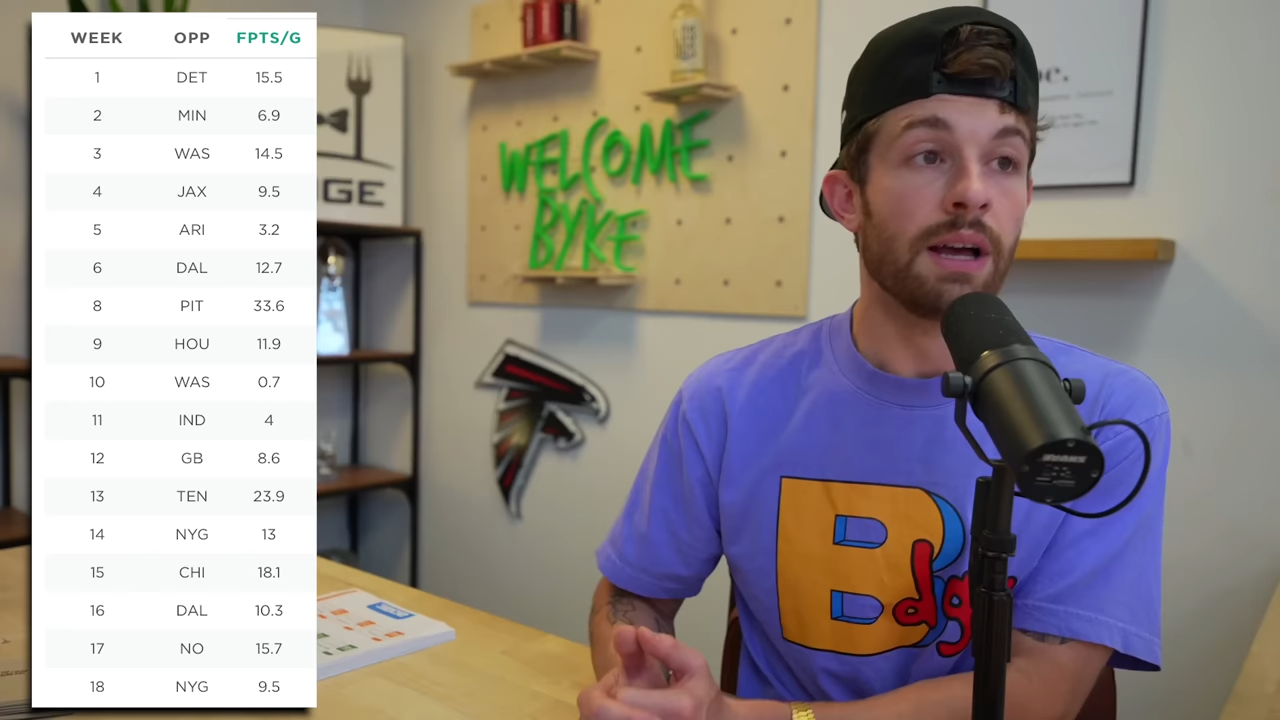 WEEK OPP FPTS/G
1 DET 15.5
2 MIN 6.9
3 WAS 14.5
4 JAX 9.5
5 ARI 3.2
6 DAL 12.7
8 PIT 33.6
9 HOU 11.9
10 WAS 0.7
11 IND 4
12 GB 8.6
13 TEN 23.9
14 NYG 13
15 CHI 18.1
16 DAL 10.3
17 NO 15.7
18 NYG 9.5
GE
WELCOME
BYKE
Bdg